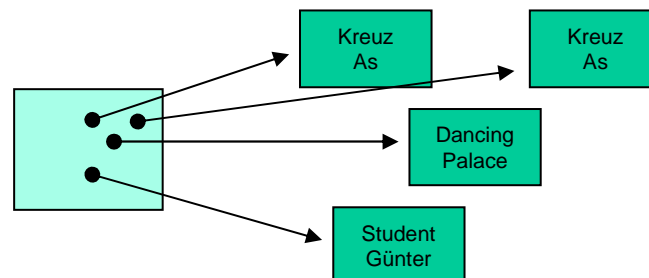 Kreuz
As
Kreuz
As
Dancing
Palace
Student
Günter